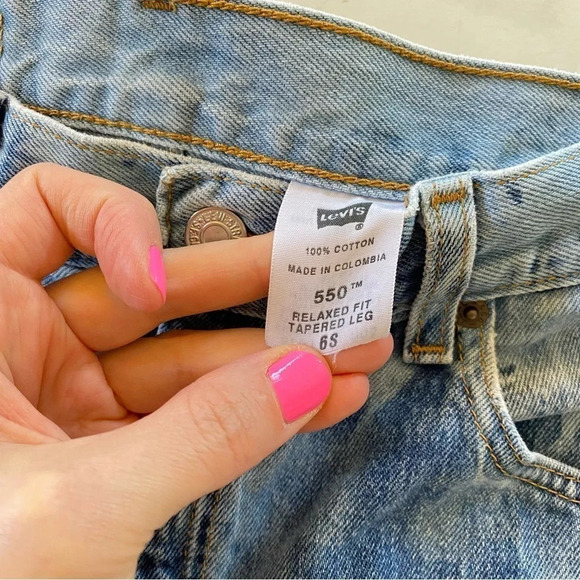 Levi's
®
100% COTTON
MADE IN COLOMBIA
550™
RELAXED FIT
TAPERED LEG
6S